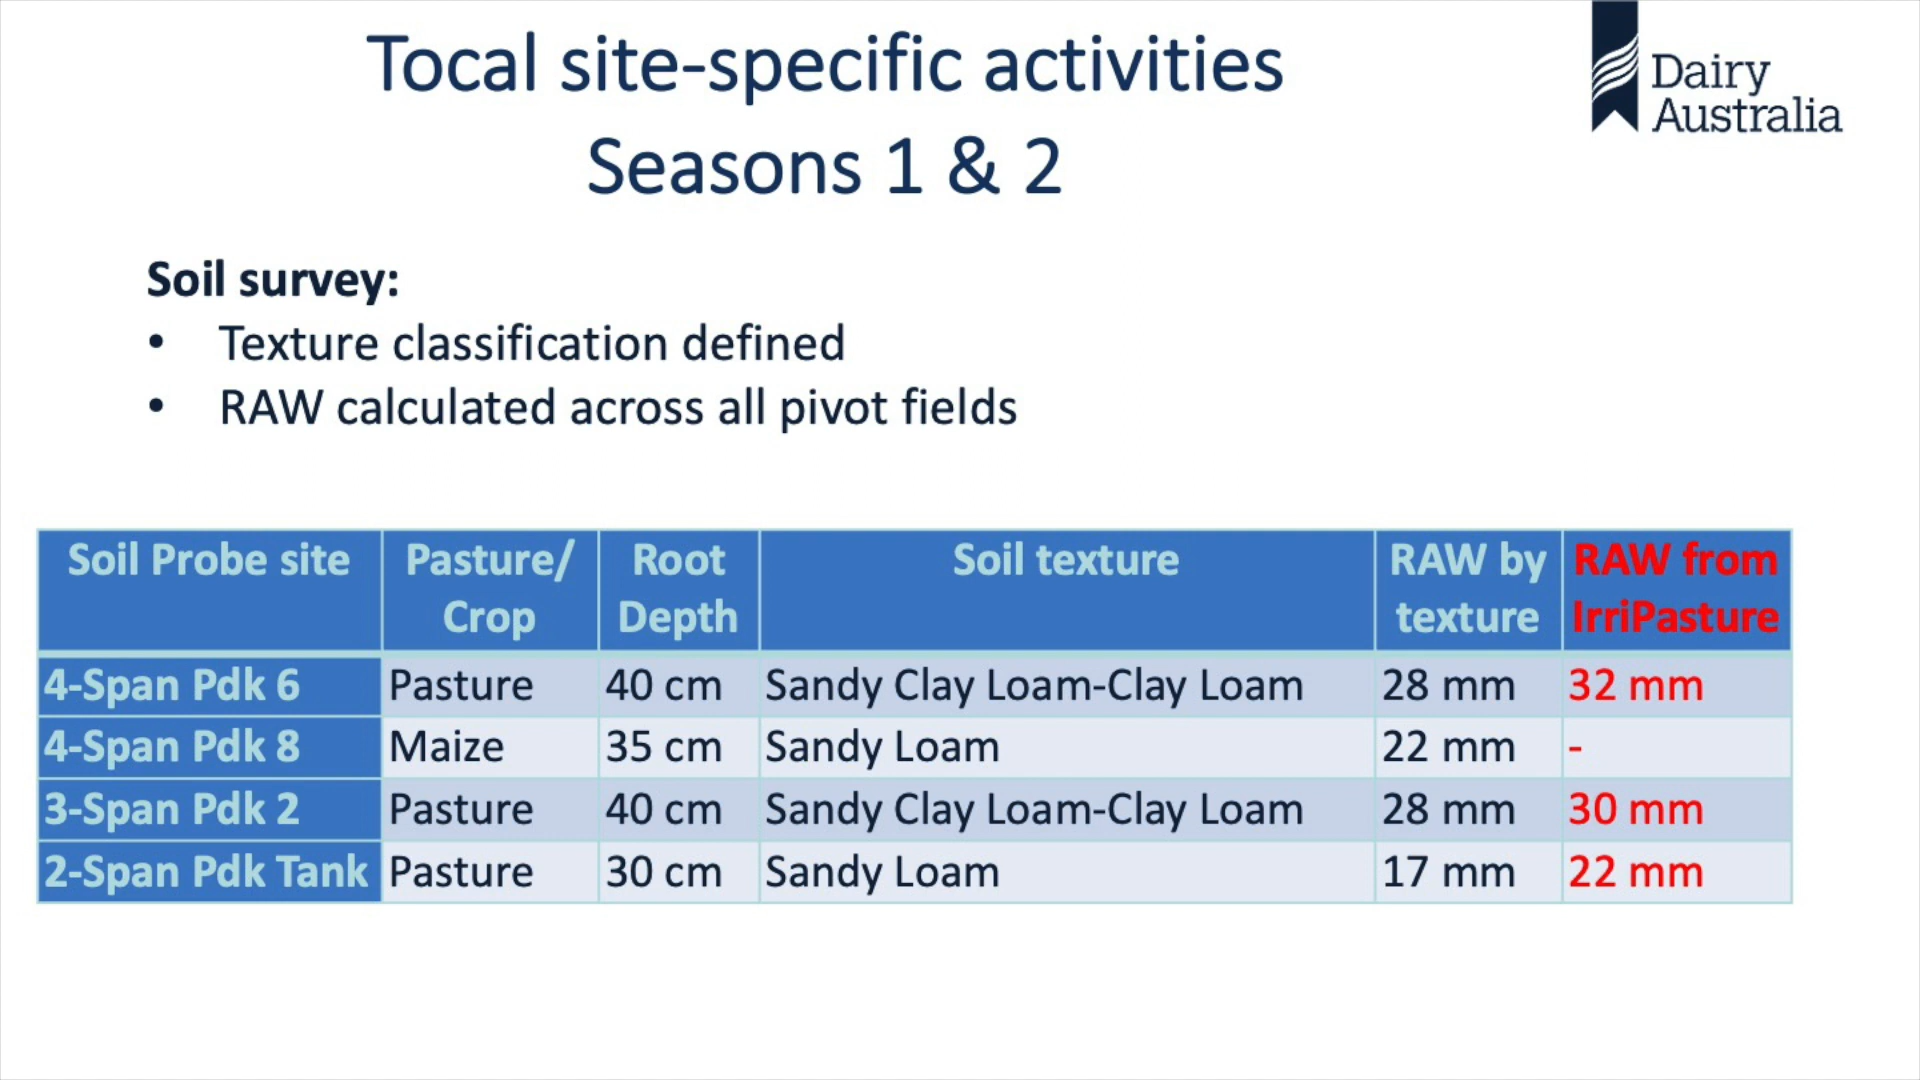 Tocal site-specific activities
Seasons 1 & 2
Dairy
Australia
Soil survey:
• Texture classification defined
• RAW calculated across all pivot fields
Soil Probe site Pasture/ Crop Root Depth Soil texture RAW by texture RAW from IrriPasture
4-Span Pdk 6 Pasture 40 cm Sandy Clay Loam-Clay Loam 28 mm 32 mm
4-Span Pdk 8 Maize 35 cm Sandy Loam 22 mm -
3-Span Pdk 2 Pasture 40 cm Sandy Clay Loam-Clay Loam 28 mm 30 mm
2-Span Pdk Tank Pasture 30 cm Sandy Loam 17 mm 22 mm